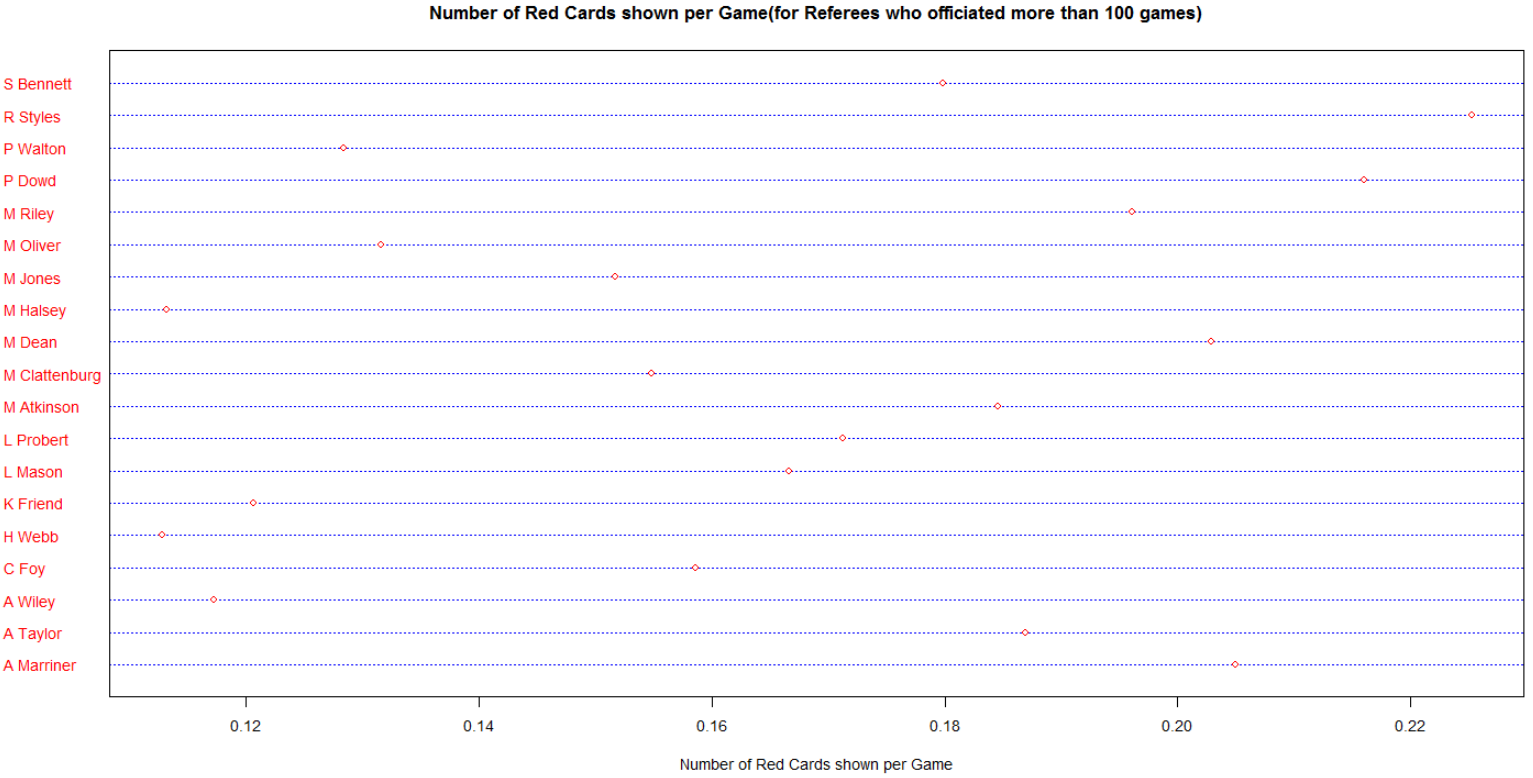 Number of Red Cards shown per Game(for Referees who officiated more than 100 games)
S Bennett
R Styles
P Walton
P Dowd
M Riley
M Oliver
M Jones
M Halsey
M Dean
M Clattenburg
M Atkinson
L Probert
L Mason
K Friend
H Webb
C Foy
A Wiley
A Taylor
A Marriner
0.12 0.14 0.16 0.18 0.20 0.22
Number of Red Cards shown per Game